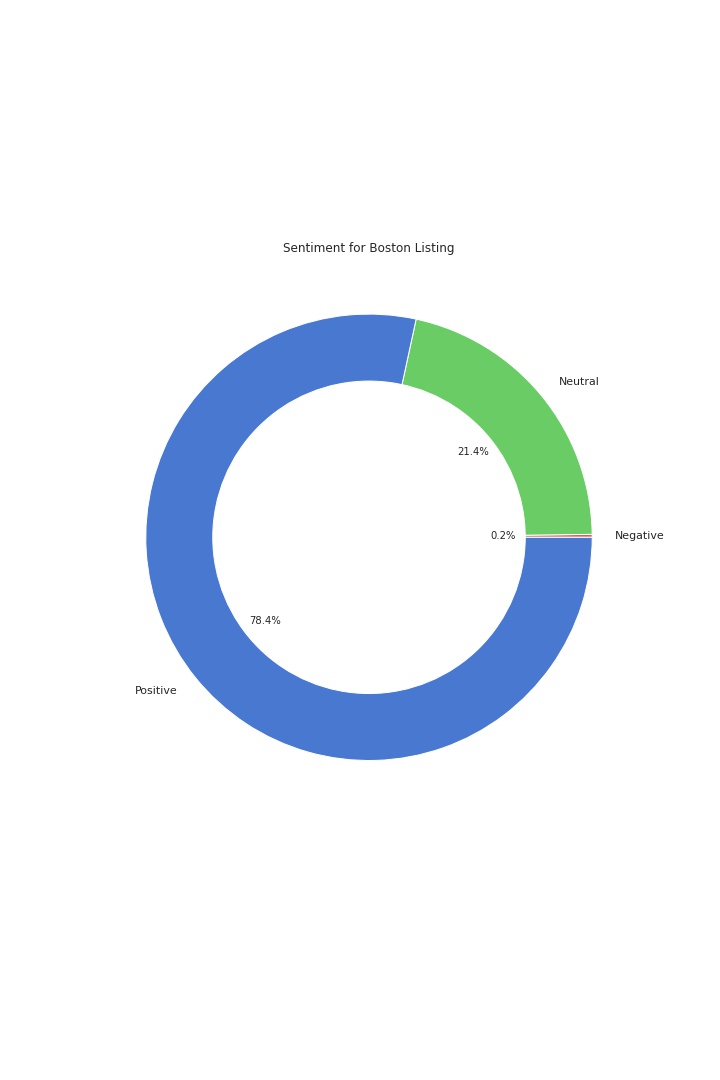 Sentiment for Boston Listing
Neutral
21.4%
0.2%
Negative
78.4%
Positive